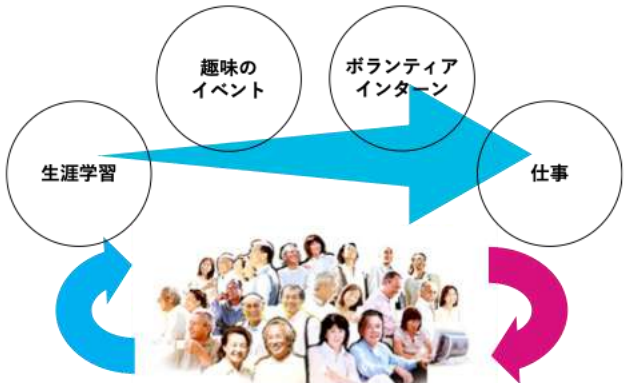 趣味の
イベント
ボランティア
インターン
生涯学習
仕事